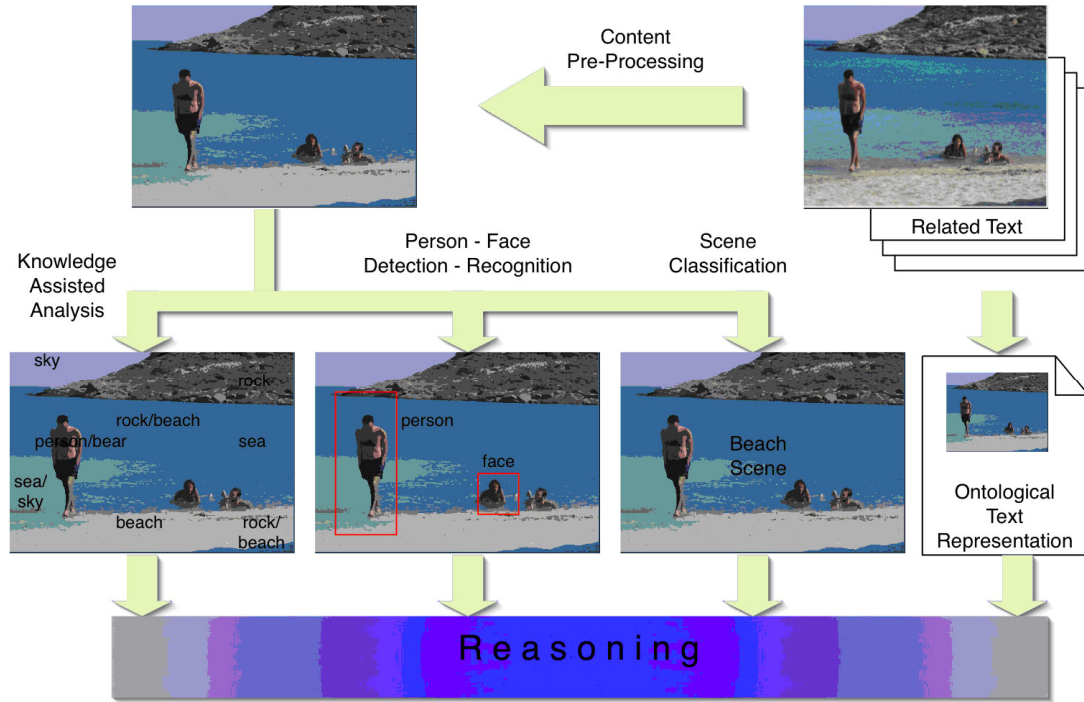 Content
Pre-Processing
Related Text
Knowledge
Assisted
Analysis
Person - Face
Detection - Recognition
Scene
Classification
sky
rock
rock/beach
person/bear
sea
sea/
sky
beach
rock/
beach
person
face
Beach
Scene
Ontological
Text
Representation
Reasoning